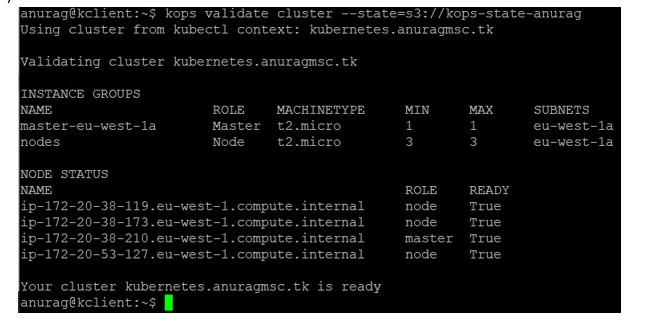 anurag@kclient:~$ kops validate cluster --state=s3://kops-state-anurag
Using cluster from kubectl context: kubernetes.anuragmsc.tk
Validating cluster kubernetes.anuragmsc.tk
INSTANCE GROUPS
NAME ROLE MACHINETYPE MIN MAX SUBNETS
master-eu-west-1a Master t2.micro 1 1 eu-west-1a
nodes Node t2.micro 3 3 eu-west-1a
NODE STATUS
NAME ROLE READY
ip-172-20-38-119.eu-west-1.compute.internal node True
ip-172-20-38-173.eu-west-1.compute.internal node True
ip-172-20-38-210.eu-west-1.compute.internal master True
ip-172-20-53-127.eu-west-1.compute.internal node True
Your cluster kubernetes.anuragmsc.tk is ready
anurag@kclient:~$